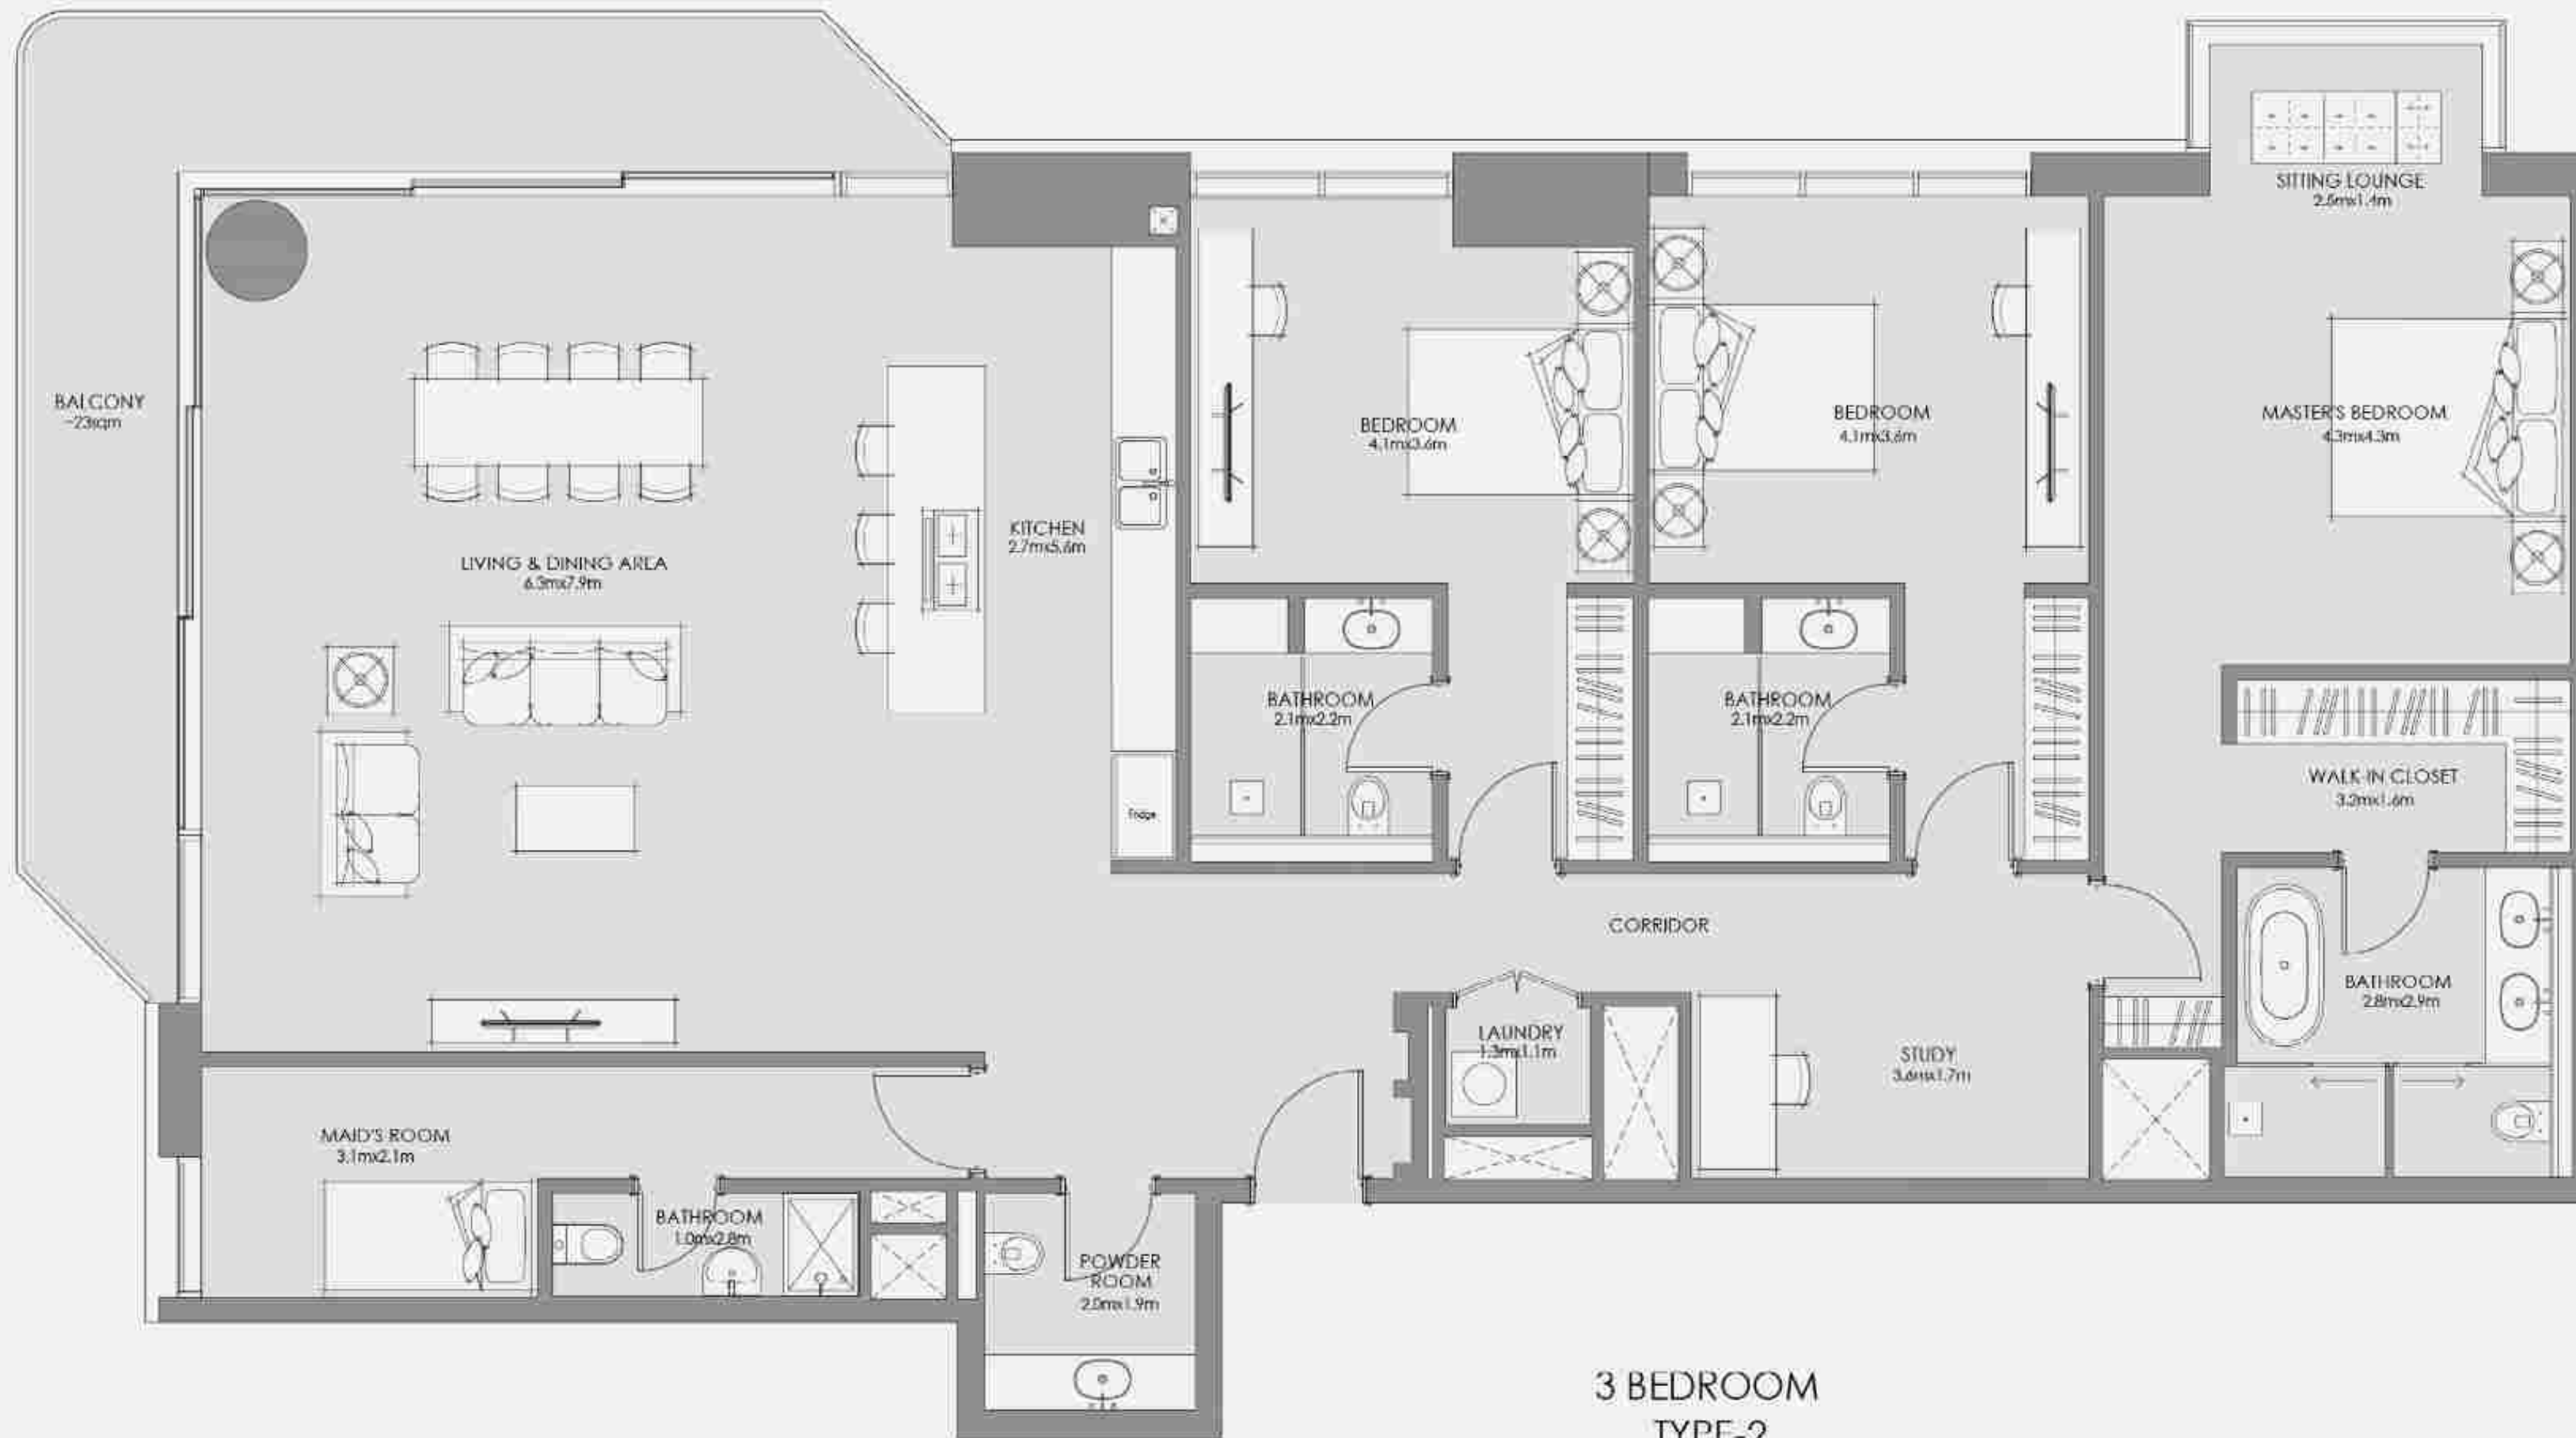 SITTING LOUNGE
2.5mx1.4m
BALCONY
~23sqm
BEDROOM
4.1mx3.6m
BEDROOM
4.1mx3.6m
MASTER'S BEDROOM
4.3mx4.3m
KITCHEN
2.7mx5.6m
LIVING & DINING AREA
6.3mx7.9m
BATHROOM
2.1mx2.2m
BATHROOM
2.1mx2.2m
WALK-IN CLOSET
3.2mx1.6m
Fridge
CORRIDOR
BATHROOM
2.8mx2.9m
LAUNDRY
1.3mx1.1m
STUDY
3.6mx1.7m
MAID'S ROOM
3.1mx2.1m
BATHROOM
1.0mx2.8m
POWDER
ROOM
2.0mx1.9m
3 BEDROOM
TYPE-2